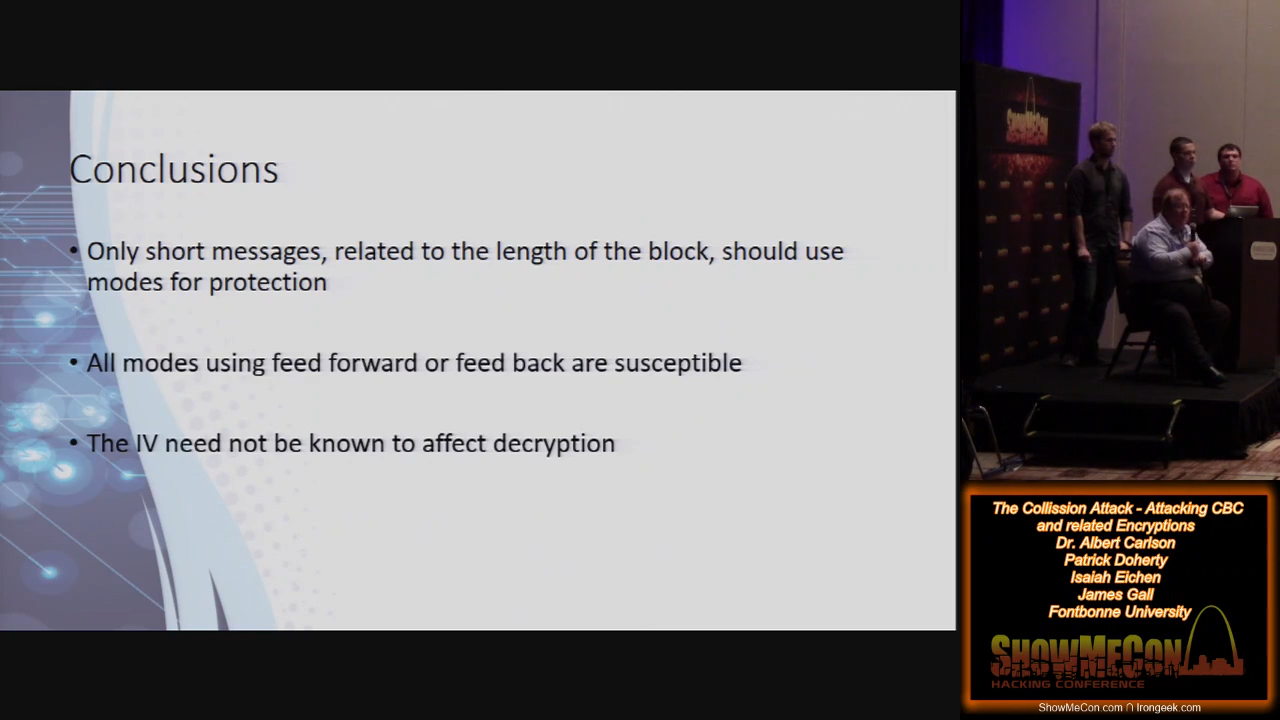 Conclusions
• Only short messages, related to the length of the block, should use
modes for protection
• All modes using feed forward or feed back are susceptible
• The IV need not be known to affect decryption
ShowMeCon
The Collission Attack - Attacking CBC
and related Encryptions
Dr. Albert Carlson
Patrick Doherty
Isaiah Eichen
James Gall
Fontbonne University
ShowMeCon
HACKING CONFERENCE
ShowMeCon.com ∩ Irongeek.com